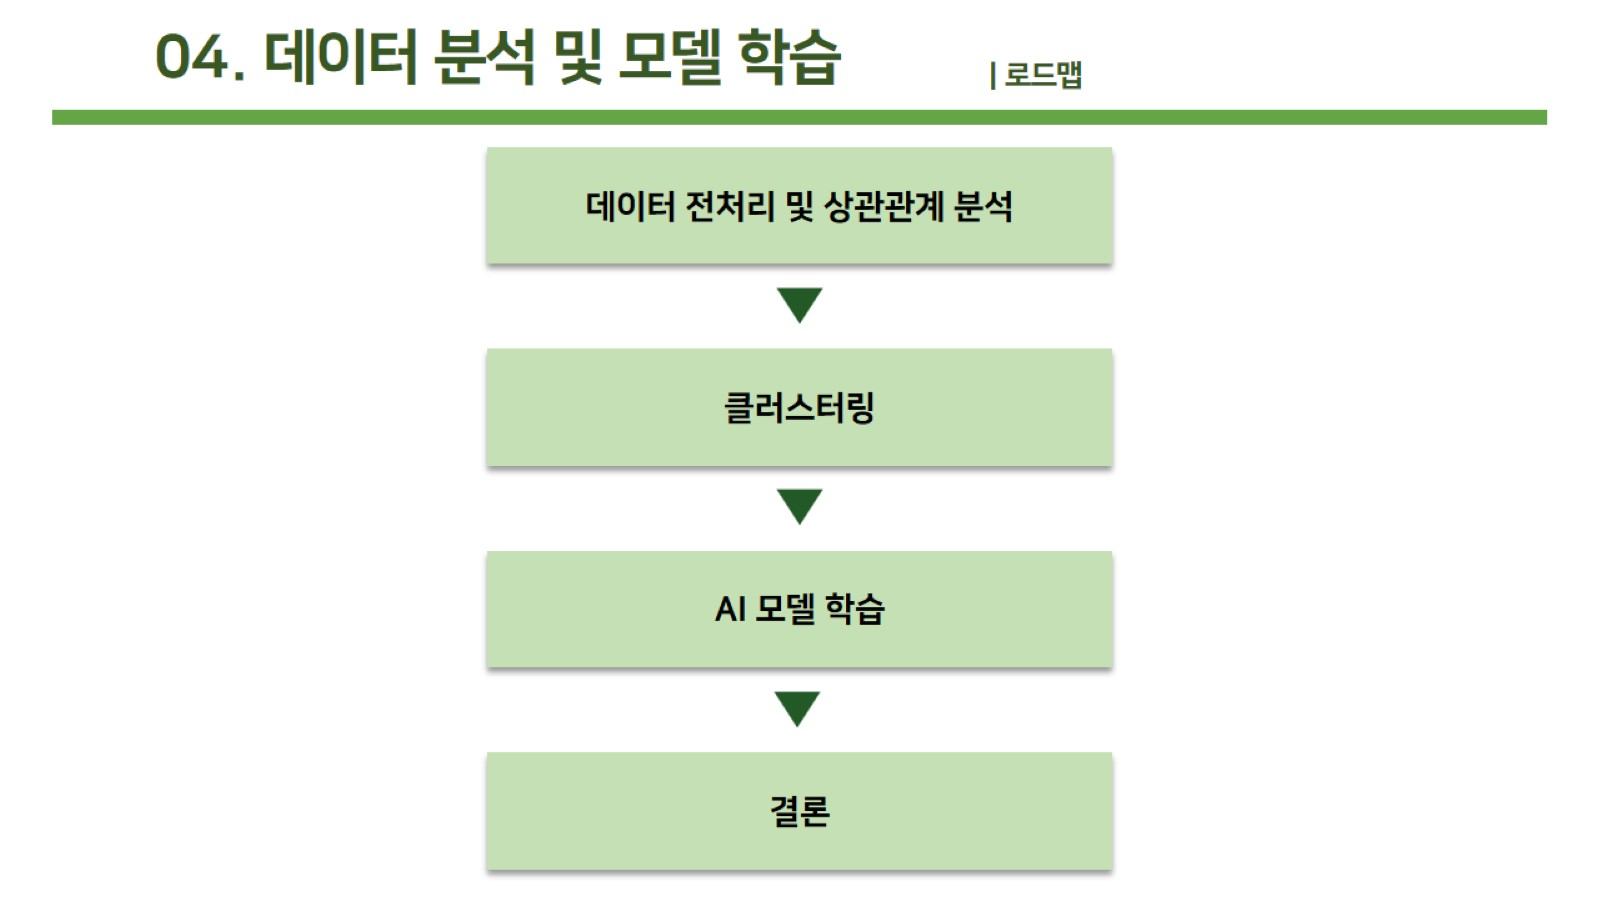 04. 데이터 분석 및 모델 학습
| 로드맵
데이터 전처리 및 상관관계 분석
클러스터링
AI 모델 학습
결론